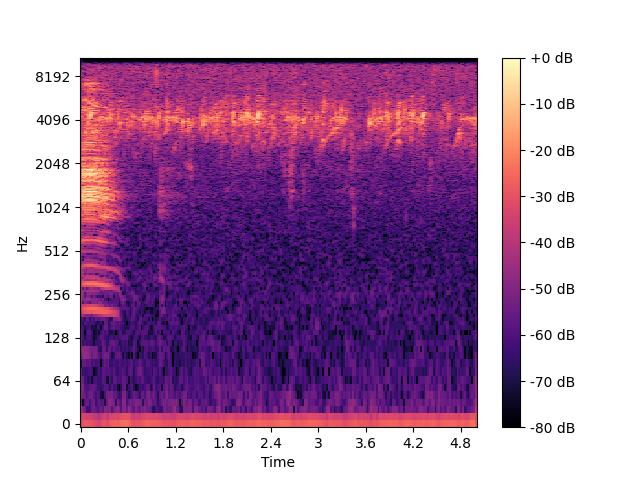 8192
4096
2048
1024
512
256
128
64
0
Hz
0 0.6 1.2 1.8 2.4 3 3.6 4.2 4.8
Time
+0 dB
-10 dB
-20 dB
-30 dB
-40 dB
-50 dB
-60 dB
-70 dB
-80 dB